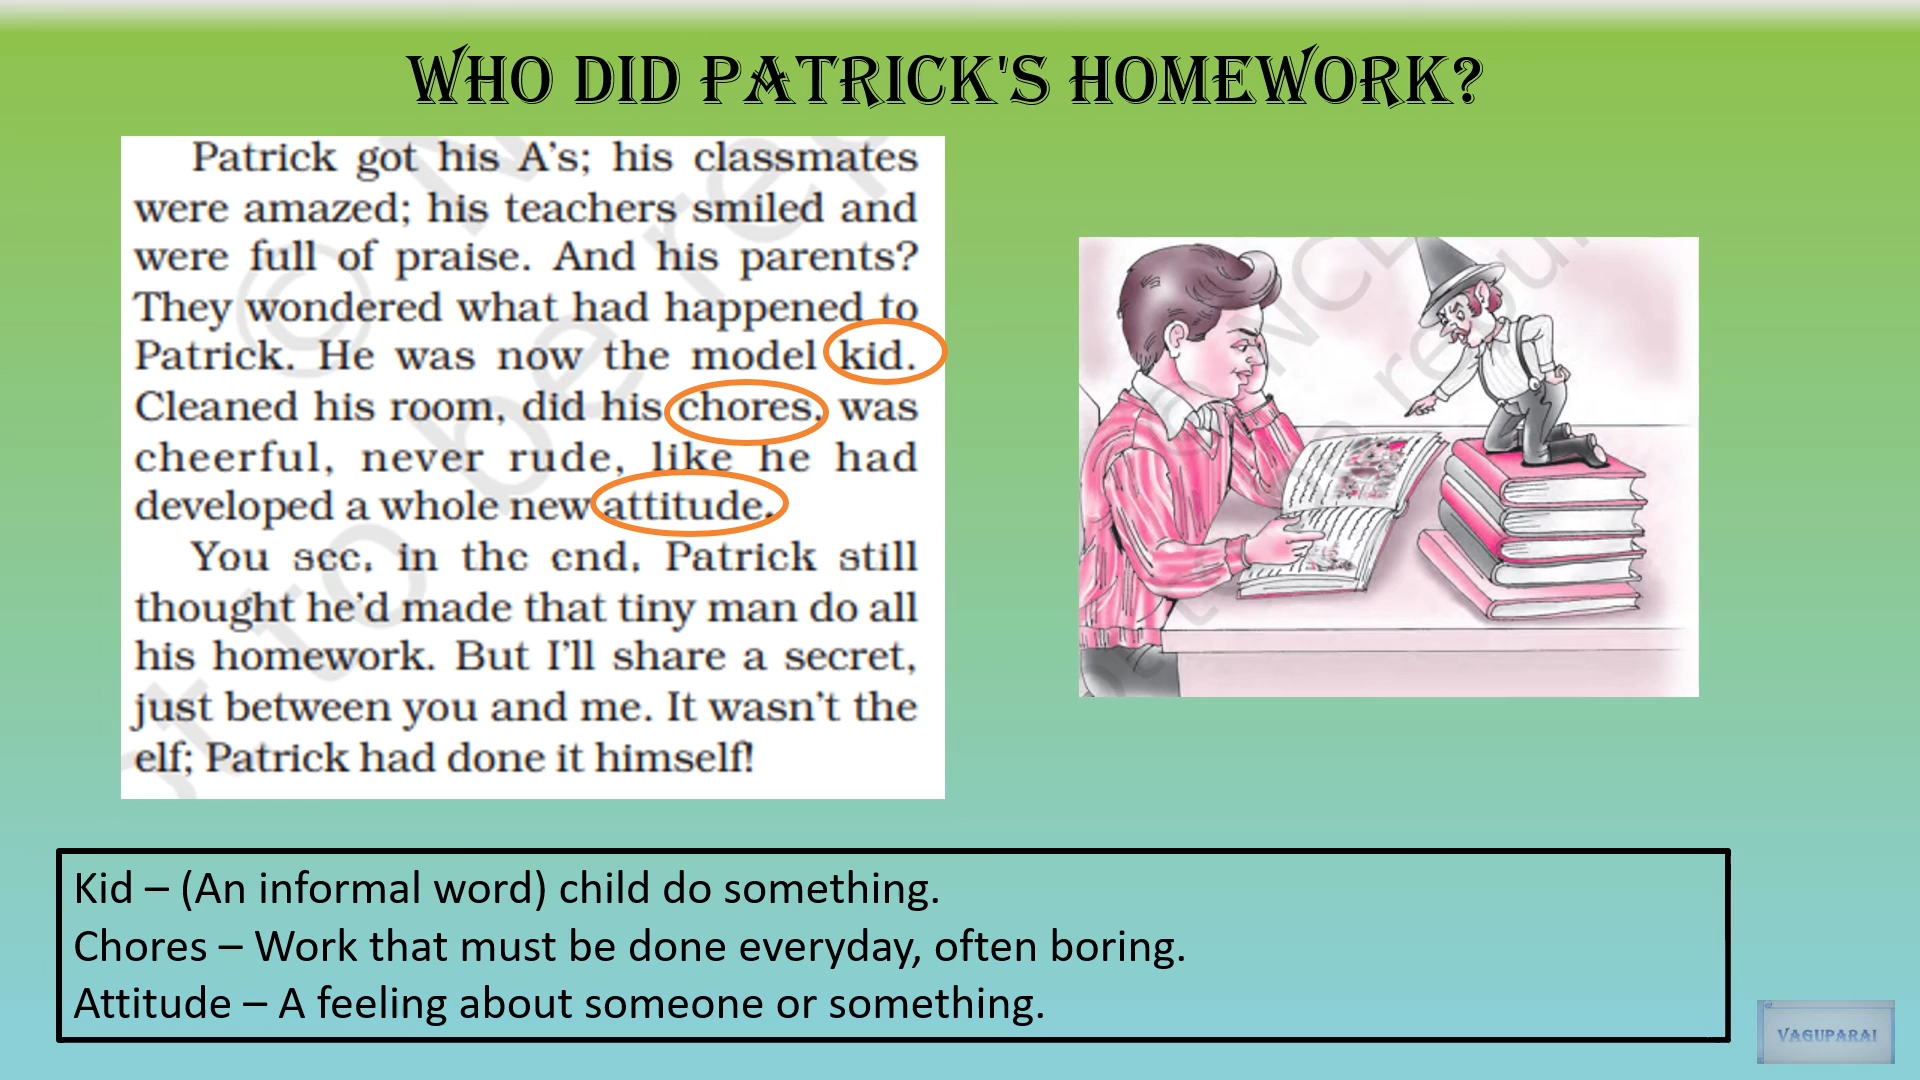 WHO DID PATRICK'S HOMEWORK?
Patrick got his A's; his classmates
were amazed; his teachers smiled and
were full of praise. And his parents?
They wondered what had happened to
Patrick. He was now the model kid.
Cleaned his room, did his chores, was
cheerful, never rude, like he had
developed a whole new attitude.
You see, in the end, Patrick still
thought he'd made that tiny man do all
his homework. But I'll share a secret,
just between you and me. It wasn't the
elf; Patrick had done it himself!
Kid – (An informal word) child do something.
Chores – Work that must be done everyday, often boring.
Attitude – A feeling about someone or something.
VAGUPARAI